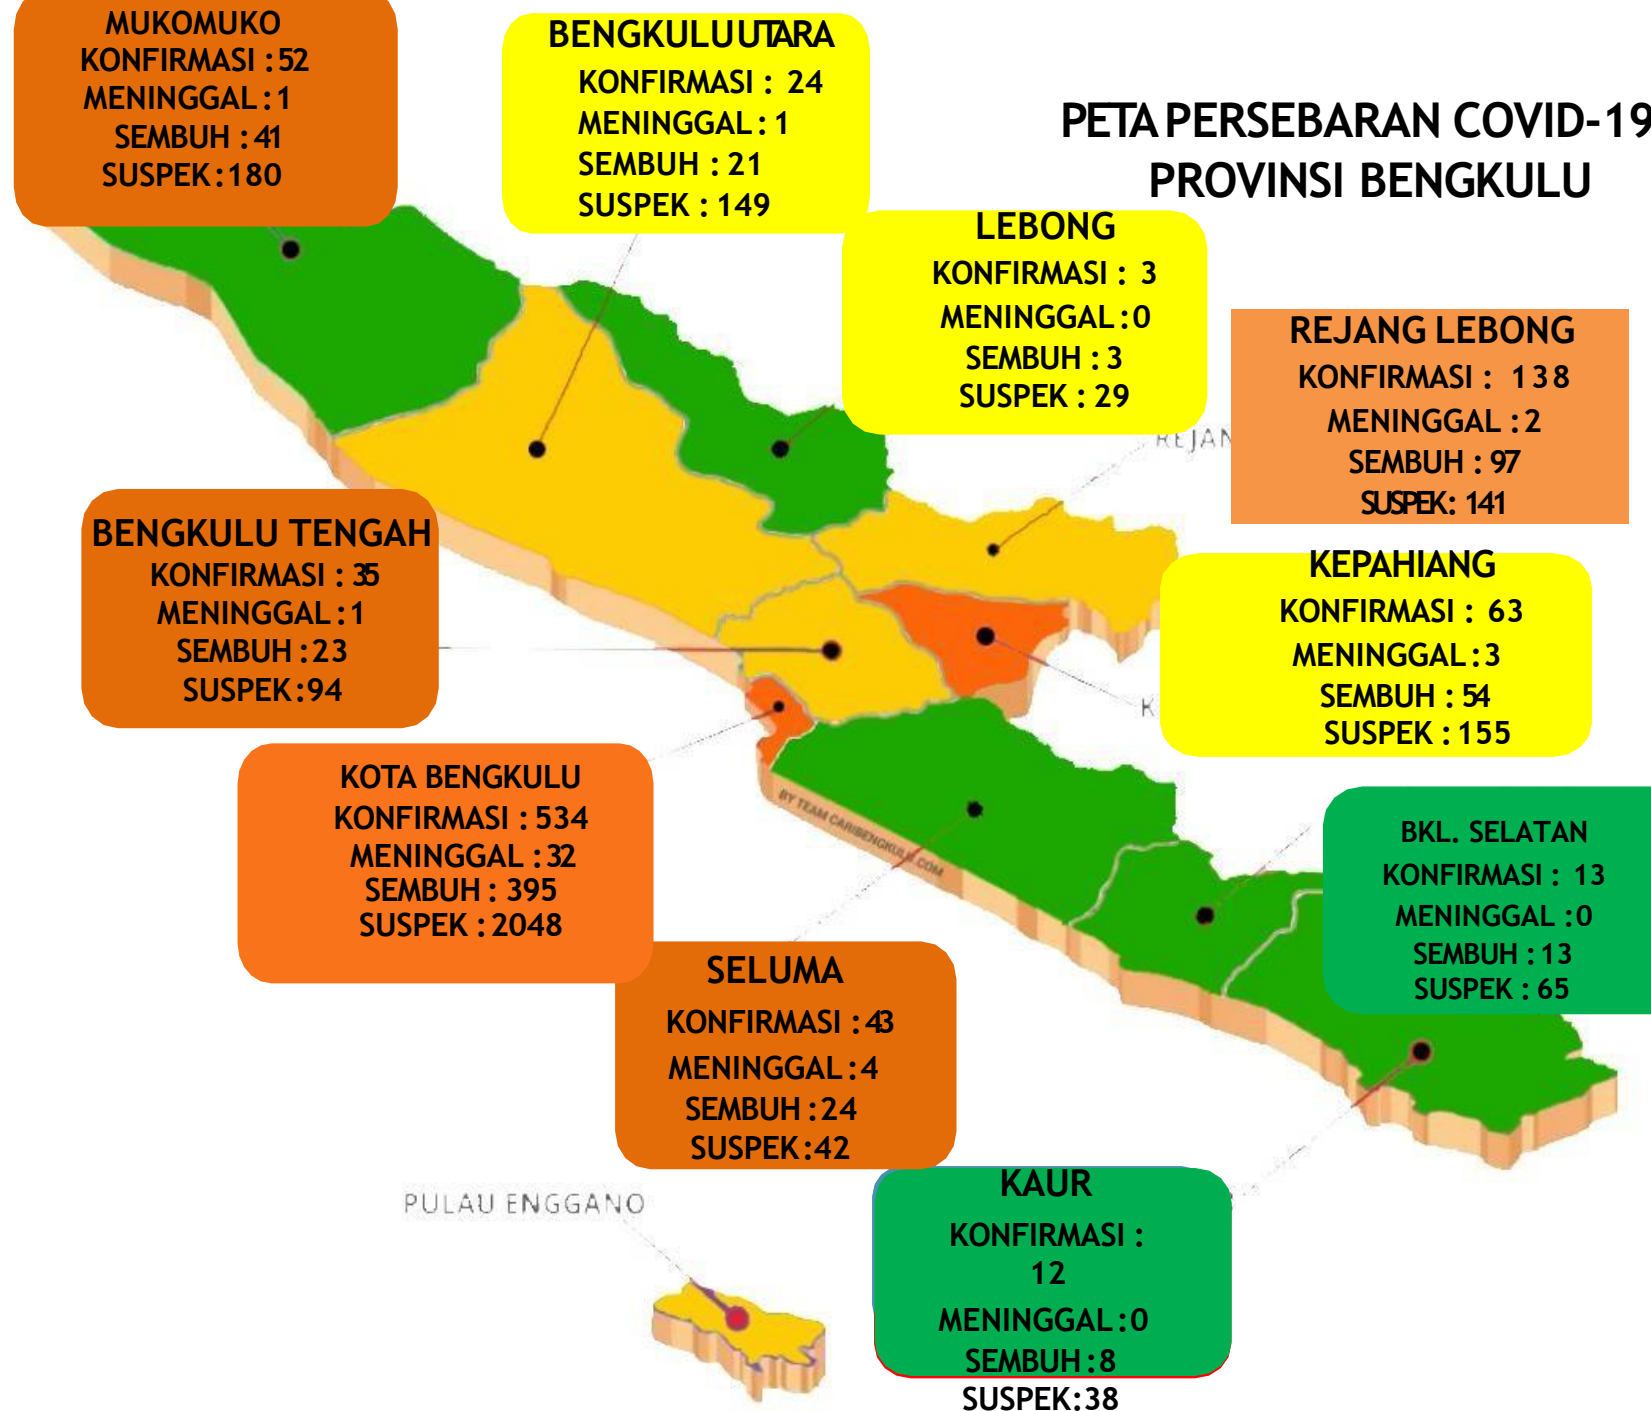 MUKOMUKO
KONFIRMASI : 52
MENINGGAL : 1
SEMBUH : 41
SUSPEK : 180
BENGKULU UTARA
KONFIRMASI : 24
MENINGGAL : 1
SEMBUH : 21
SUSPEK : 149
PETA PERSEBARAN COVID-19
PROVINSI BENGKULU
LEBONG
KONFIRMASI : 3
MENINGGAL : 0
SEMBUH : 3
SUSPEK : 29
REJAN
REJANG LEBONG
KONFIRMASI : 138
MENINGGAL : 2
SEMBUH : 97
SUSPEK : 141
BENGKULU TENGAH
KONFIRMASI : 35
MENINGGAL : 1
SEMBUH : 23
SUSPEK : 94
KEPAHIANG
KONFIRMASI : 63
MENINGGAL : 3
SEMBUH : 54
SUSPEK : 155
K
KOTA BENGKULU
KONFIRMASI : 534
MENINGGAL : 32
SEMBUH : 395
SUSPEK : 2048
BY TEAM CARIBENGKULU.COM
BKL. SELATAN
KONFIRMASI : 13
MENINGGAL : 0
SEMBUH : 13
SUSPEK : 65
SELUMA
KONFIRMASI : 43
MENINGGAL : 4
SEMBUH : 24
SUSPEK : 42
KAUR
KONFIRMASI :
12
MENINGGAL : 0
SEMBUH : 8
SUSPEK : 38
PULAU ENGGANO